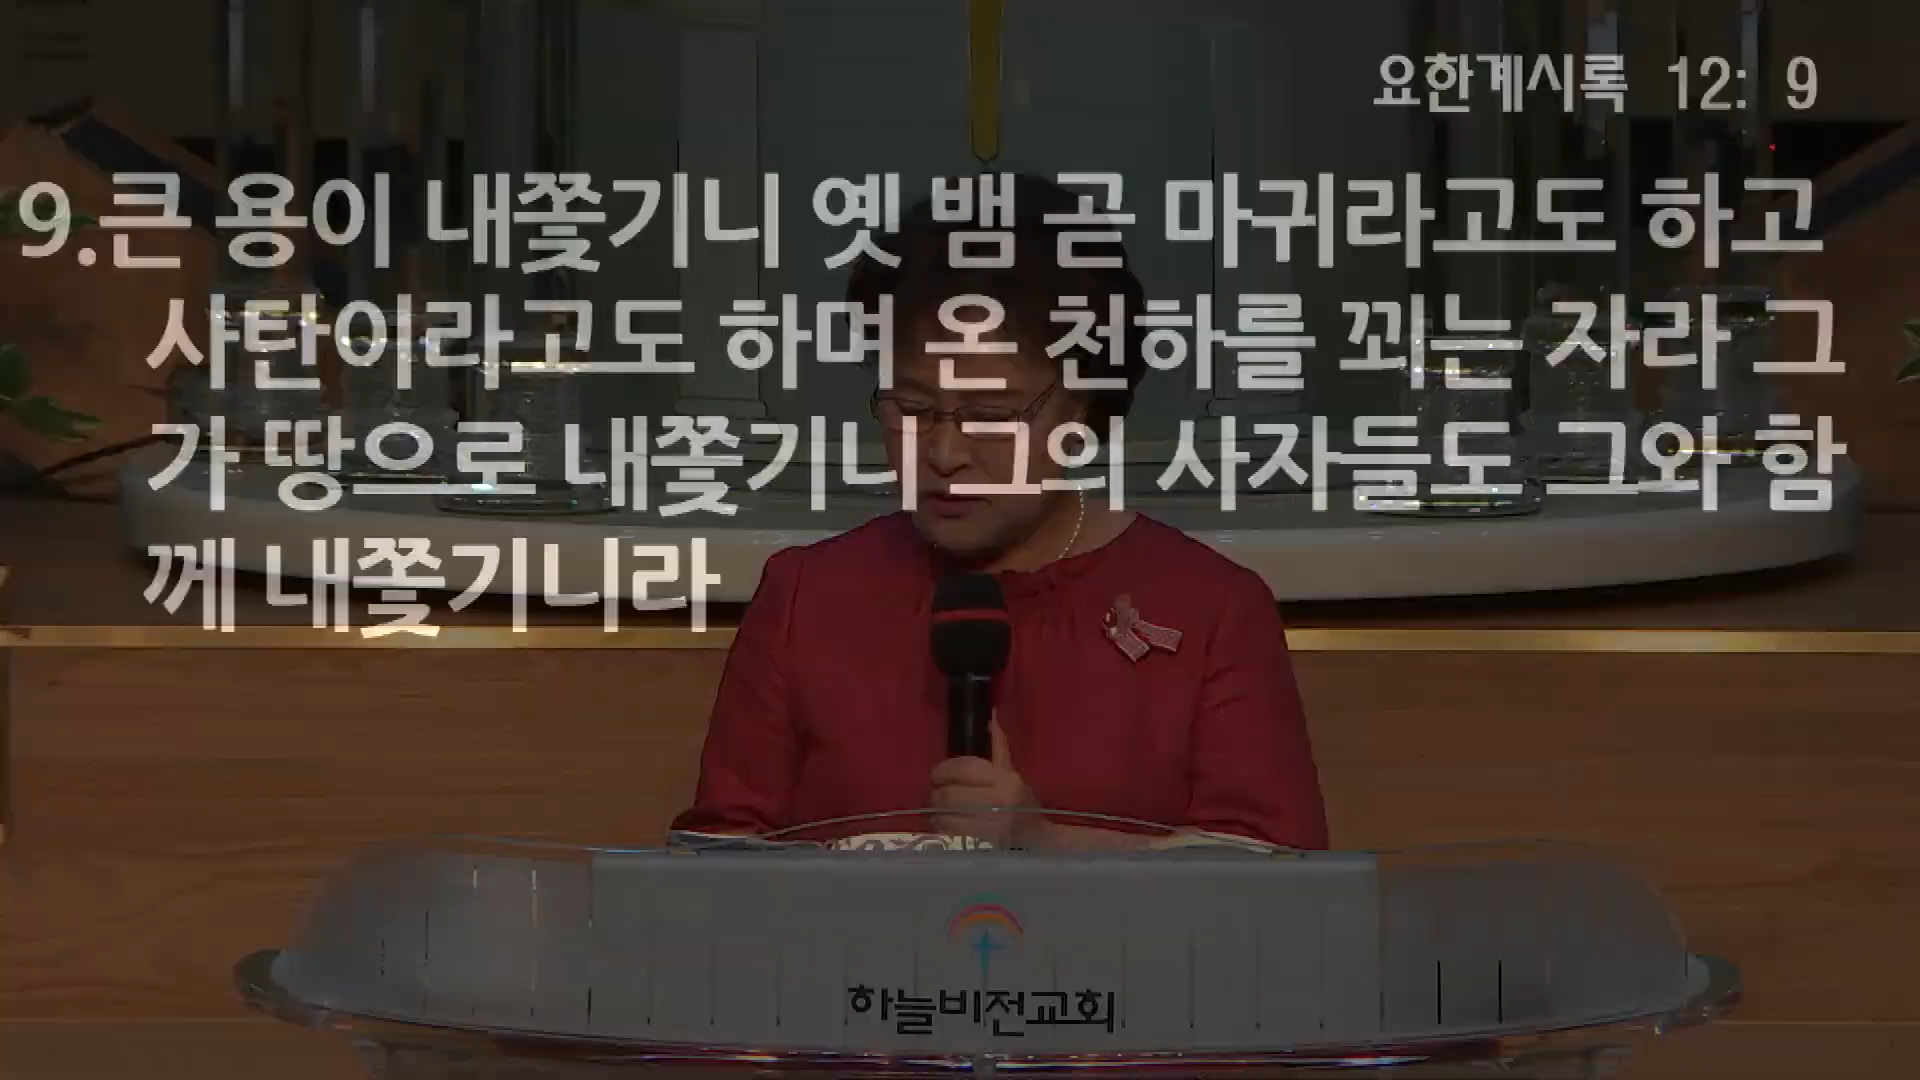 요한계시록 12: 9
9.큰 용이 내쫓기니 옛 뱀 곧 마귀라고도 하고
사탄이라고도 하며 온 천하를 꾀는 자라 그
가 땅으로 내쫓기니 그의 사자들도 그와 함
께 내쫓기니라
하늘비전교회